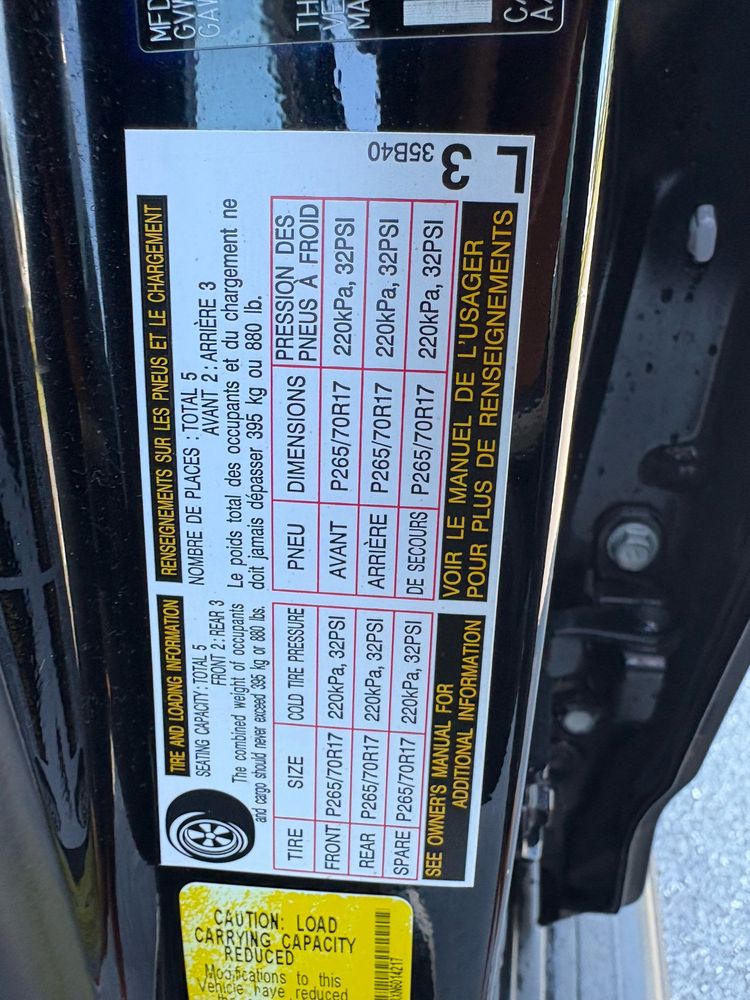 TIRE AND LOADING INFORMATION
SEATING CAPACITY : TOTAL 5
FRONT 2 : REAR 3
The combined weight of occupants
and cargo should never exceed 395 kg or 880 lbs.
TIRE SIZE COLD TIRE PRESSURE
FRONT P265/70R17 220kPa, 32PSI
REAR P265/70R17 220kPa, 32PSI
SPARE P265/70R17 220kPa, 32PSI
SEE OWNER'S MANUAL FOR
ADDITIONAL INFORMATION
RENSEIGNEMENTS SUR LES PNEUS ET LE CHARGEMENT
NOMBRE DE PLACES : TOTAL 5
AVANT 2 : ARRIÈRE 3
Le poids total des occupants et du chargement ne
doit jamais dépasser 395 kg ou 880 lb.
PNEU DIMENSIONS PRESSION DES
PNEUS À FROID
AVANT P265/70R17 220kPa, 32PSI
ARRIÈRE P265/70R17 220kPa, 32PSI
DE SECOURS P265/70R17 220kPa, 32PSI
VOIR LE MANUEL DE L'USAGER
POUR PLUS DE RENSEIGNEMENTS
35B40
3
L
CAUTION: LOAD
CARRYING CAPACITY
REDUCED
Modifications to this
Vehicle have reduced
the
MFD